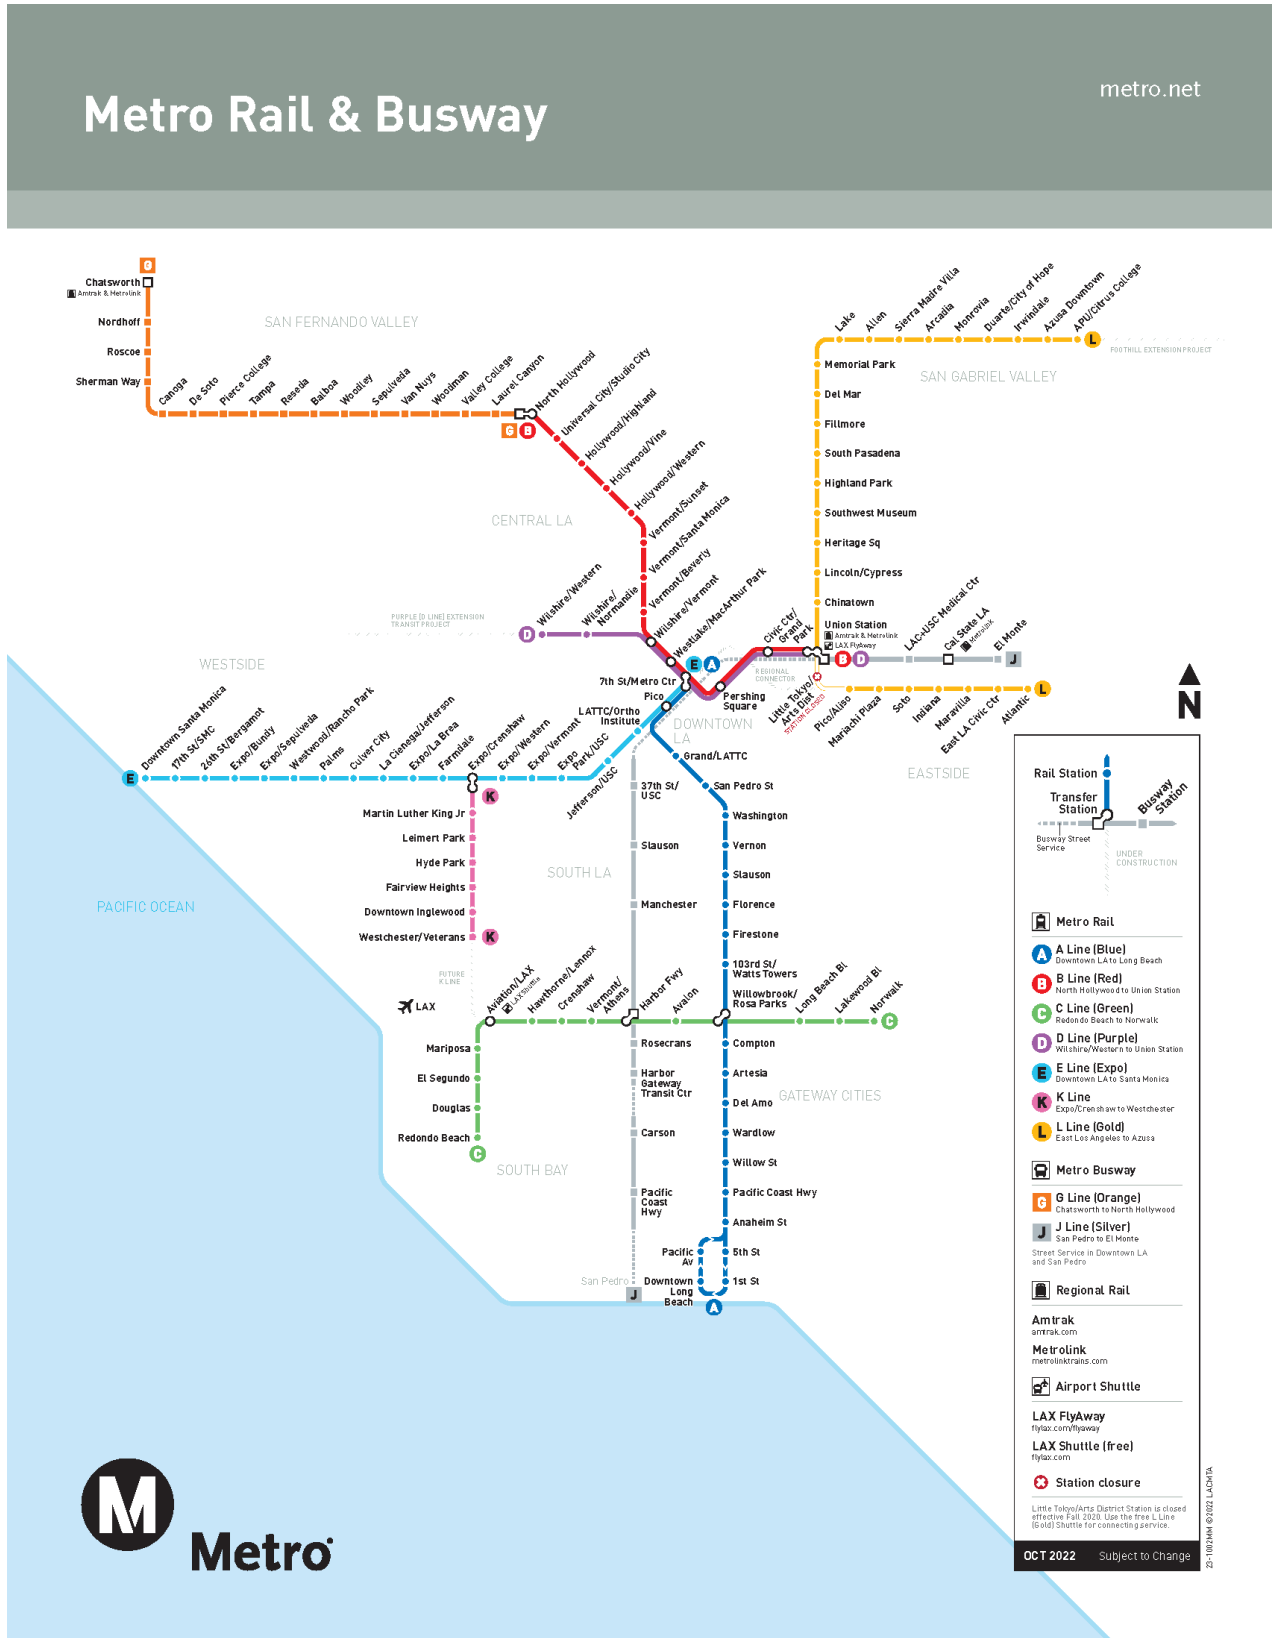 Metro Rail & Busway
metro.net
G
Chatsworth
Amtrak & Metrolink
Nordhoff
Roscoe
Sherman Way
SAN FERNANDO VALLEY
Canoga
De Soto
Pierce College
Tampa
Reseda
Balboa
Woodley
Sepulveda
Van Nuys
Woodman
Valley College
Laurel Canyon
North Hollywood
G
B
Universal City/Studio City
Hollywood/Highland
Hollywood/Vine
Hollywood/Western
Vermont/Sunset
Vermont/Santa Monica
Vermont/Beverly
Wilshire/Vermont
Westlake/MacArthur Park
CENTRAL LA
Lake
Allen
Sierra Madre Villa
Arcadia
Monrovia
Duarte/City of Hope
Irwindale
Azusa Downtown
APU/Citrus College
L
FOOTHILL EXTENSION PROJECT
Memorial Park
SAN GABRIEL VALLEY
Del Mar
Fillmore
South Pasadena
Highland Park
Southwest Museum
Heritage Sq
Lincoln/Cypress
Chinatown
Union Station
Amtrak & Metrolink
LAX FlyAway
B
D
LAC+USC Medical Ctr
Cal State LA
Metrolink
El Monte
J
PURPLE (D LINE) EXTENSION
TRANSIT PROJECT
D
Wilshire/Western
Wilshire/
Normandie
Civic Ctr/
Grand
Park
E
A
REGIONAL
CONNECTOR
7th St/Metro Ctr
Pico
Pershing
Square
Little Tokyo/
Arts Dist
STATION CLOSED
Pico/Aliso
Mariachi Plaza
Soto
Indiana
Maravilla
East LA Civic Ctr
Atlantic
L
N
WESTSIDE
LATTC/Ortho
Institute
DOWNTOWN
LA
EASTSIDE
E
Downtown Santa Monica
17th St/SMC
26th St/Bergamot
Expo/Bundy
Expo/Sepulveda
Westwood/Rancho Park
Palms
Culver City
La Cienega/Jefferson
Expo/La Brea
Farmdale
Expo/Crenshaw
Expo/Western
Expo/Vermont
Expo
Park/USC
Jefferson/USC
K
Martin Luther King Jr
Leimert Park
Hyde Park
Fairview Heights
Downtown Inglewood
Westchester/Veterans
K
FUTURE
K LINE
SOUTH LA
37th St/
USC
Slauson
Manchester
Grand/LATTC
San Pedro St
Washington
Vernon
Slauson
Florence
Firestone
103rd St/
Watts Towers
Willowbrook/
Rosa Parks
PACIFIC OCEAN
LAX
Aviation/LAX
LAX Shuttle
Hawthorne/Lennox
Crenshaw
Vermont/
Athens
Harbor Fwy
Avalon
Long Beach Bl
Lakewood Bl
Norwalk
C
Mariposa
El Segundo
Douglas
Redondo Beach
C
SOUTH BAY
Rosecrans
Harbor
Gateway
Transit Ctr
Carson
Pacific
Coast
Hwy
San Pedro
J
Compton
Artesia
Del Amo
GATEWAY CITIES
Wardlow
Willow St
Pacific Coast Hwy
Anaheim St
Pacific
Av
5th St
Downtown
Long
Beach
1st St
A
Rail Station
Transfer
Station
Busway
Station
Busway Street
Service
UNDER
CONSTRUCTION
Metro Rail
A
A Line (Blue)
Downtown LA to Long Beach
B
B Line (Red)
North Hollywood to Union Station
C
C Line (Green)
Redondo Beach to Norwalk
D
D Line (Purple)
Wilshire/Western to Union Station
E
E Line (Expo)
Downtown LA to Santa Monica
K
K Line
Expo/Crenshaw to Westchester
L
L Line (Gold)
East Los Angeles to Azusa
Metro Busway
G
G Line (Orange)
Chatsworth to North Hollywood
J
J Line (Silver)
San Pedro to El Monte
Street Service in Downtown LA
and San Pedro
Regional Rail
Amtrak
amtrak.com
Metrolink
metrolinktrains.com
Airport Shuttle
LAX FlyAway
flylax.com/flyaway
LAX Shuttle (free)
flylax.com
Station closure
Little Tokyo/Arts District Station is closed
effective Fall 2020. Use the free L Line
(Gold) Shuttle for connecting service.
OCT 2022
Subject to Change
23-1002MM ©2022 LACMTA
M
Metro